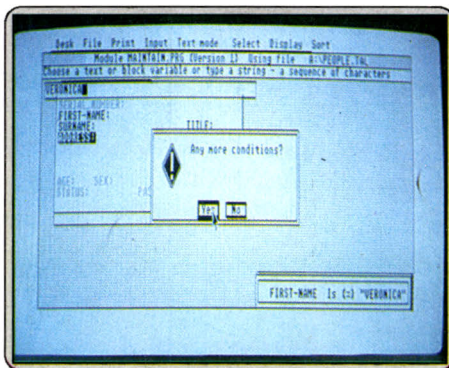 Desk File Print Input Text mode Select Display Sort
Module MAINTAIN.PRG (Version 1) Using file A:\PEOPLE.TAL
Choose a text or block variable or type a string - a sequence of characters
VERONICA
SERIAL-NUMBER:
FIRST-NAME:
SURNAME: TITLE:
ADDRESS:
Any more conditions?
AGE: SEX:
STATUS:
Yes No
FIRST-NAME Is (=) "VERONICA"